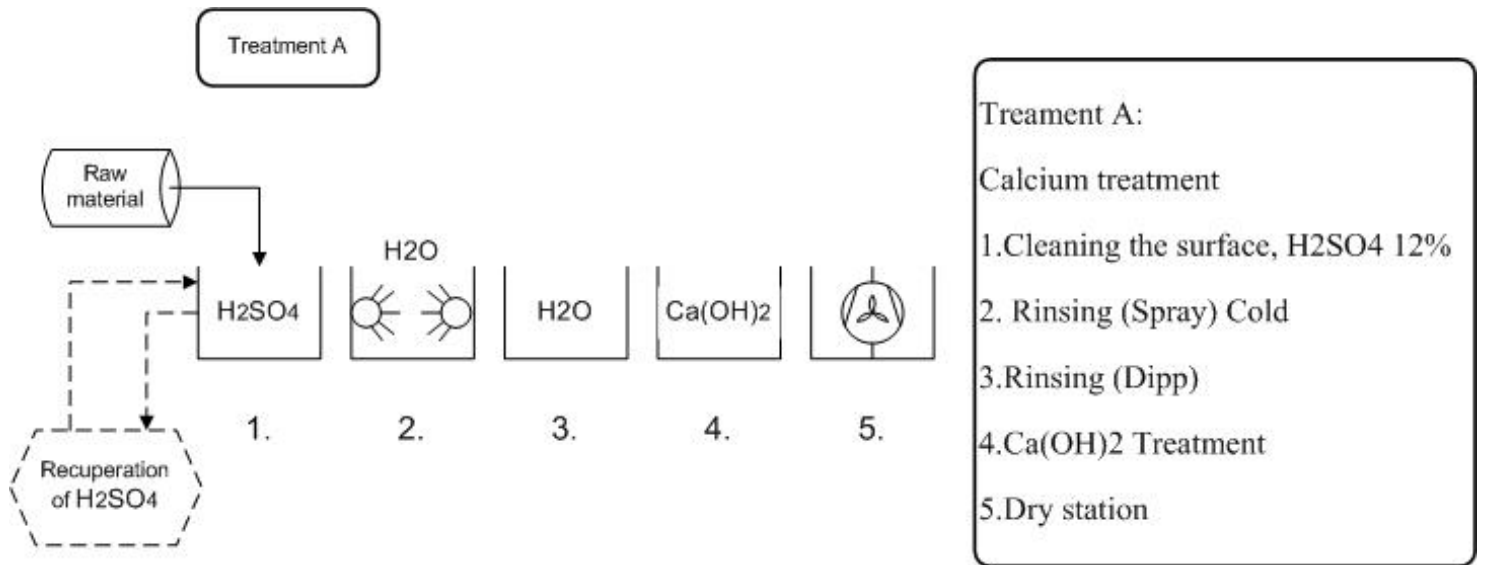 Treatment A
Raw
material
H2O
H2SO4
H2O
Ca(OH)2
1.
2.
3.
4.
5.
Recuperation
of H2SO4
Treament A:
Calcium treatment
1.Cleaning the surface, H2SO4 12%
2. Rinsing (Spray) Cold
3.Rinsing (Dipp)
4.Ca(OH)2 Treatment
5.Dry station